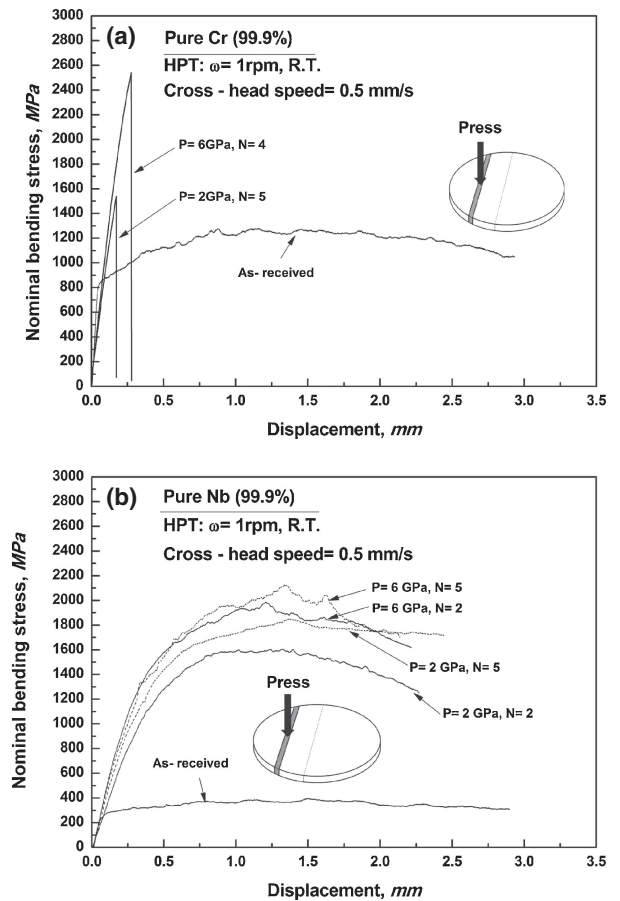 (a)
Pure Cr (99.9%)
HPT: ω= 1rpm, R.T.
Cross - head speed= 0.5 mm/s
Press
P= 6GPa, N= 4
P= 2GPa, N= 5
As- received
Nominal bending stress, MPa
3000
2800
2600
2400
2200
2000
1800
1600
1400
1200
1000
800
600
400
200
0
0.0 0.5 1.0 1.5 2.0 2.5 3.0 3.5
Displacement, mm
(b)
Pure Nb (99.9%)
HPT: ω= 1rpm, R.T.
Cross - head speed= 0.5 mm/s
P= 6 GPa, N= 5
P= 6 GPa, N= 2
P= 2 GPa, N= 5
P= 2 GPa, N= 2
Press
As- received
Nominal bending stress, MPa
3000
2800
2600
2400
2200
2000
1800
1600
1400
1200
1000
800
600
400
200
0
0.0 0.5 1.0 1.5 2.0 2.5 3.0 3.5
Displacement, mm